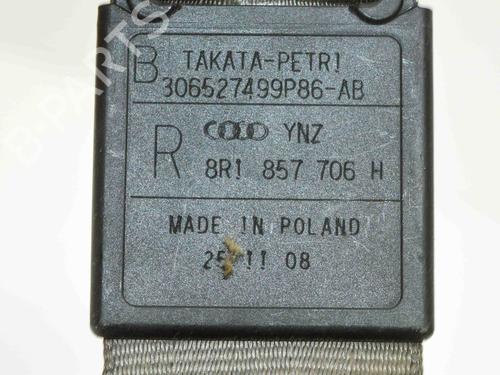 B TAKATA-PETRI
306527499P86-AB
YNZ
R 8R1 857 706 H
MADE IN POLAND
25 11 08
B-PARTS